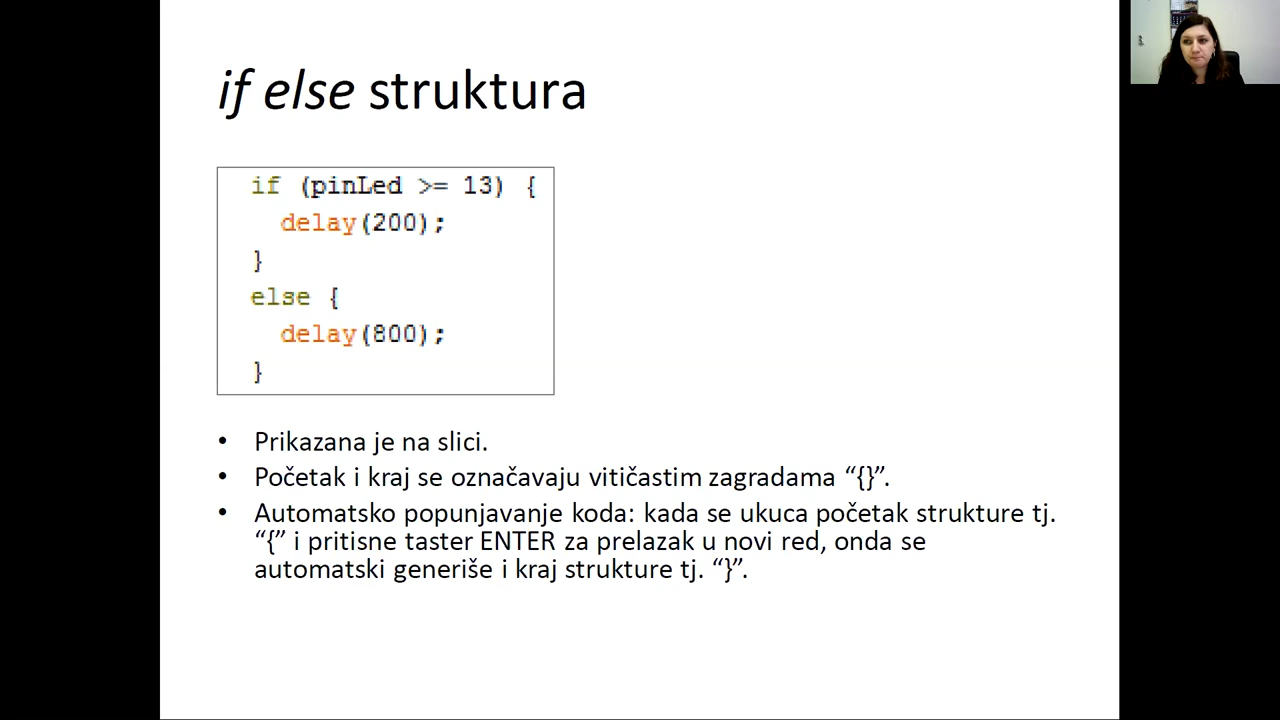 if else struktura
if (pinLed >= 13) {
delay(200);
}
else {
delay(800);
}
• Prikazana je na slici.
• Početak i kraj se označavaju vitičastim zagradama “{}”.
• Automatsko popunjavanje koda: kada se ukuca početak strukture tj.
“{” i pritisne taster ENTER za prelazak u novi red, onda se
automatski generiše i kraj strukture tj. “}”.